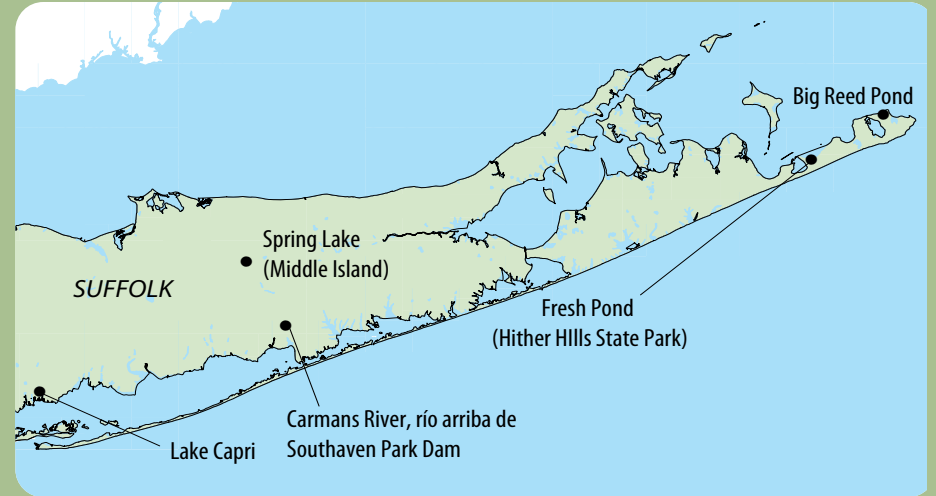 Big Reed Pond
Spring Lake
(Middle Island)
SUFFOLK
Fresh Pond
(Hither HIlls State Park)
Carmans River, río arriba de
Southaven Park Dam
Lake Capri